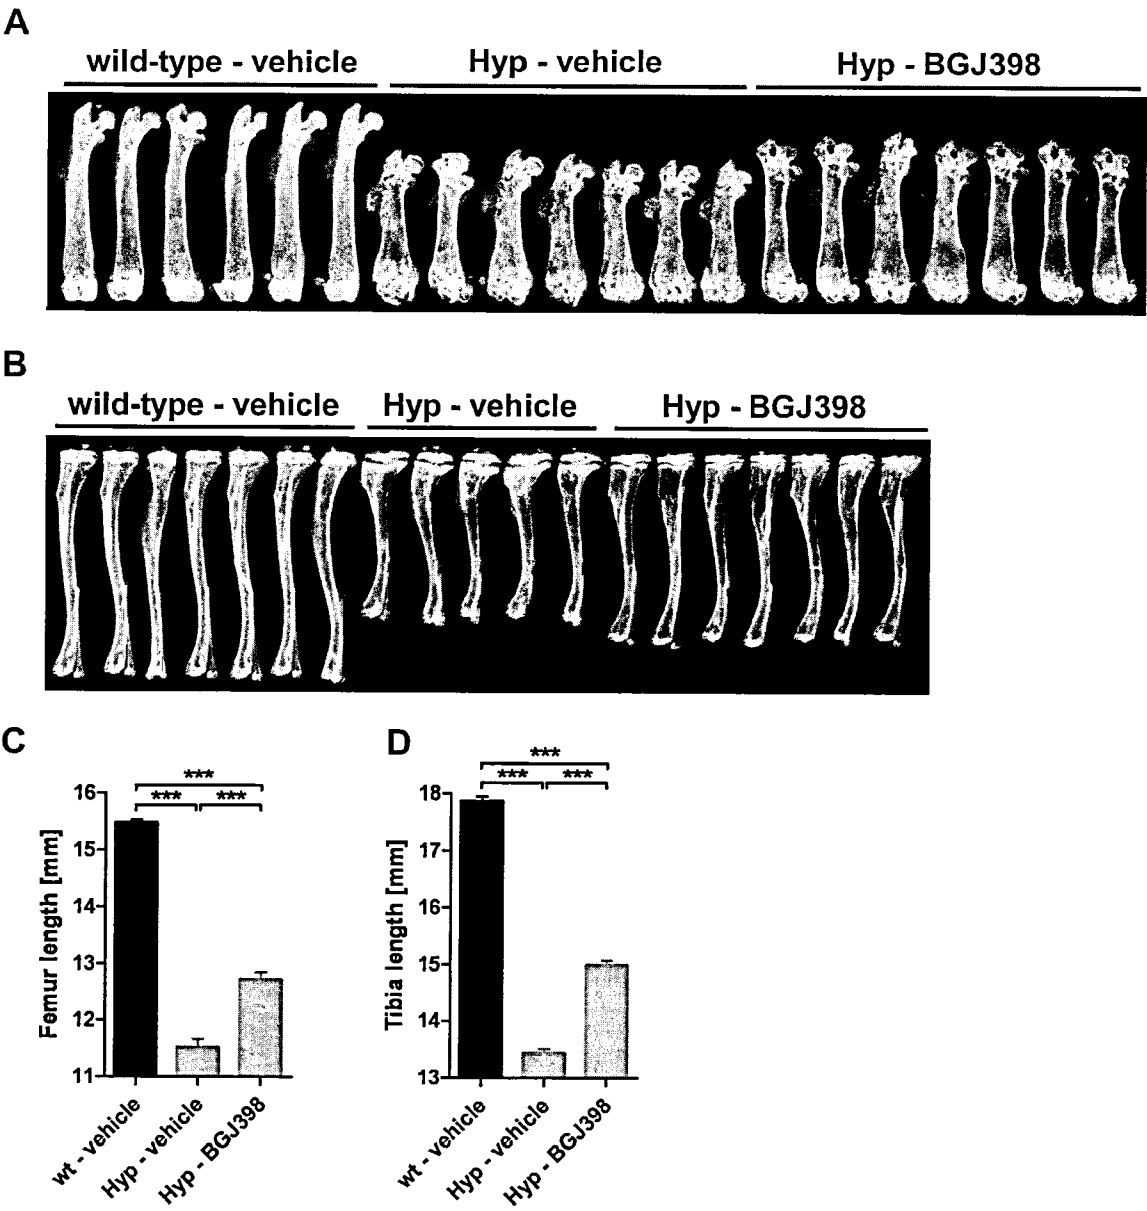 A
wild-type - vehicle
Hyp - vehicle
Hyp - BGJ398
B
wild-type - vehicle
Hyp - vehicle
Hyp - BGJ398
C
***
*** ***
16
15
14
13
12
11
Femur length [mm]
wt - vehicle
Hyp - vehicle
Hyp - BGJ398
D
***
*** ***
18
17
16
15
14
13
Tibia length [mm]
wt - vehicle
Hyp - vehicle
Hyp - BGJ398